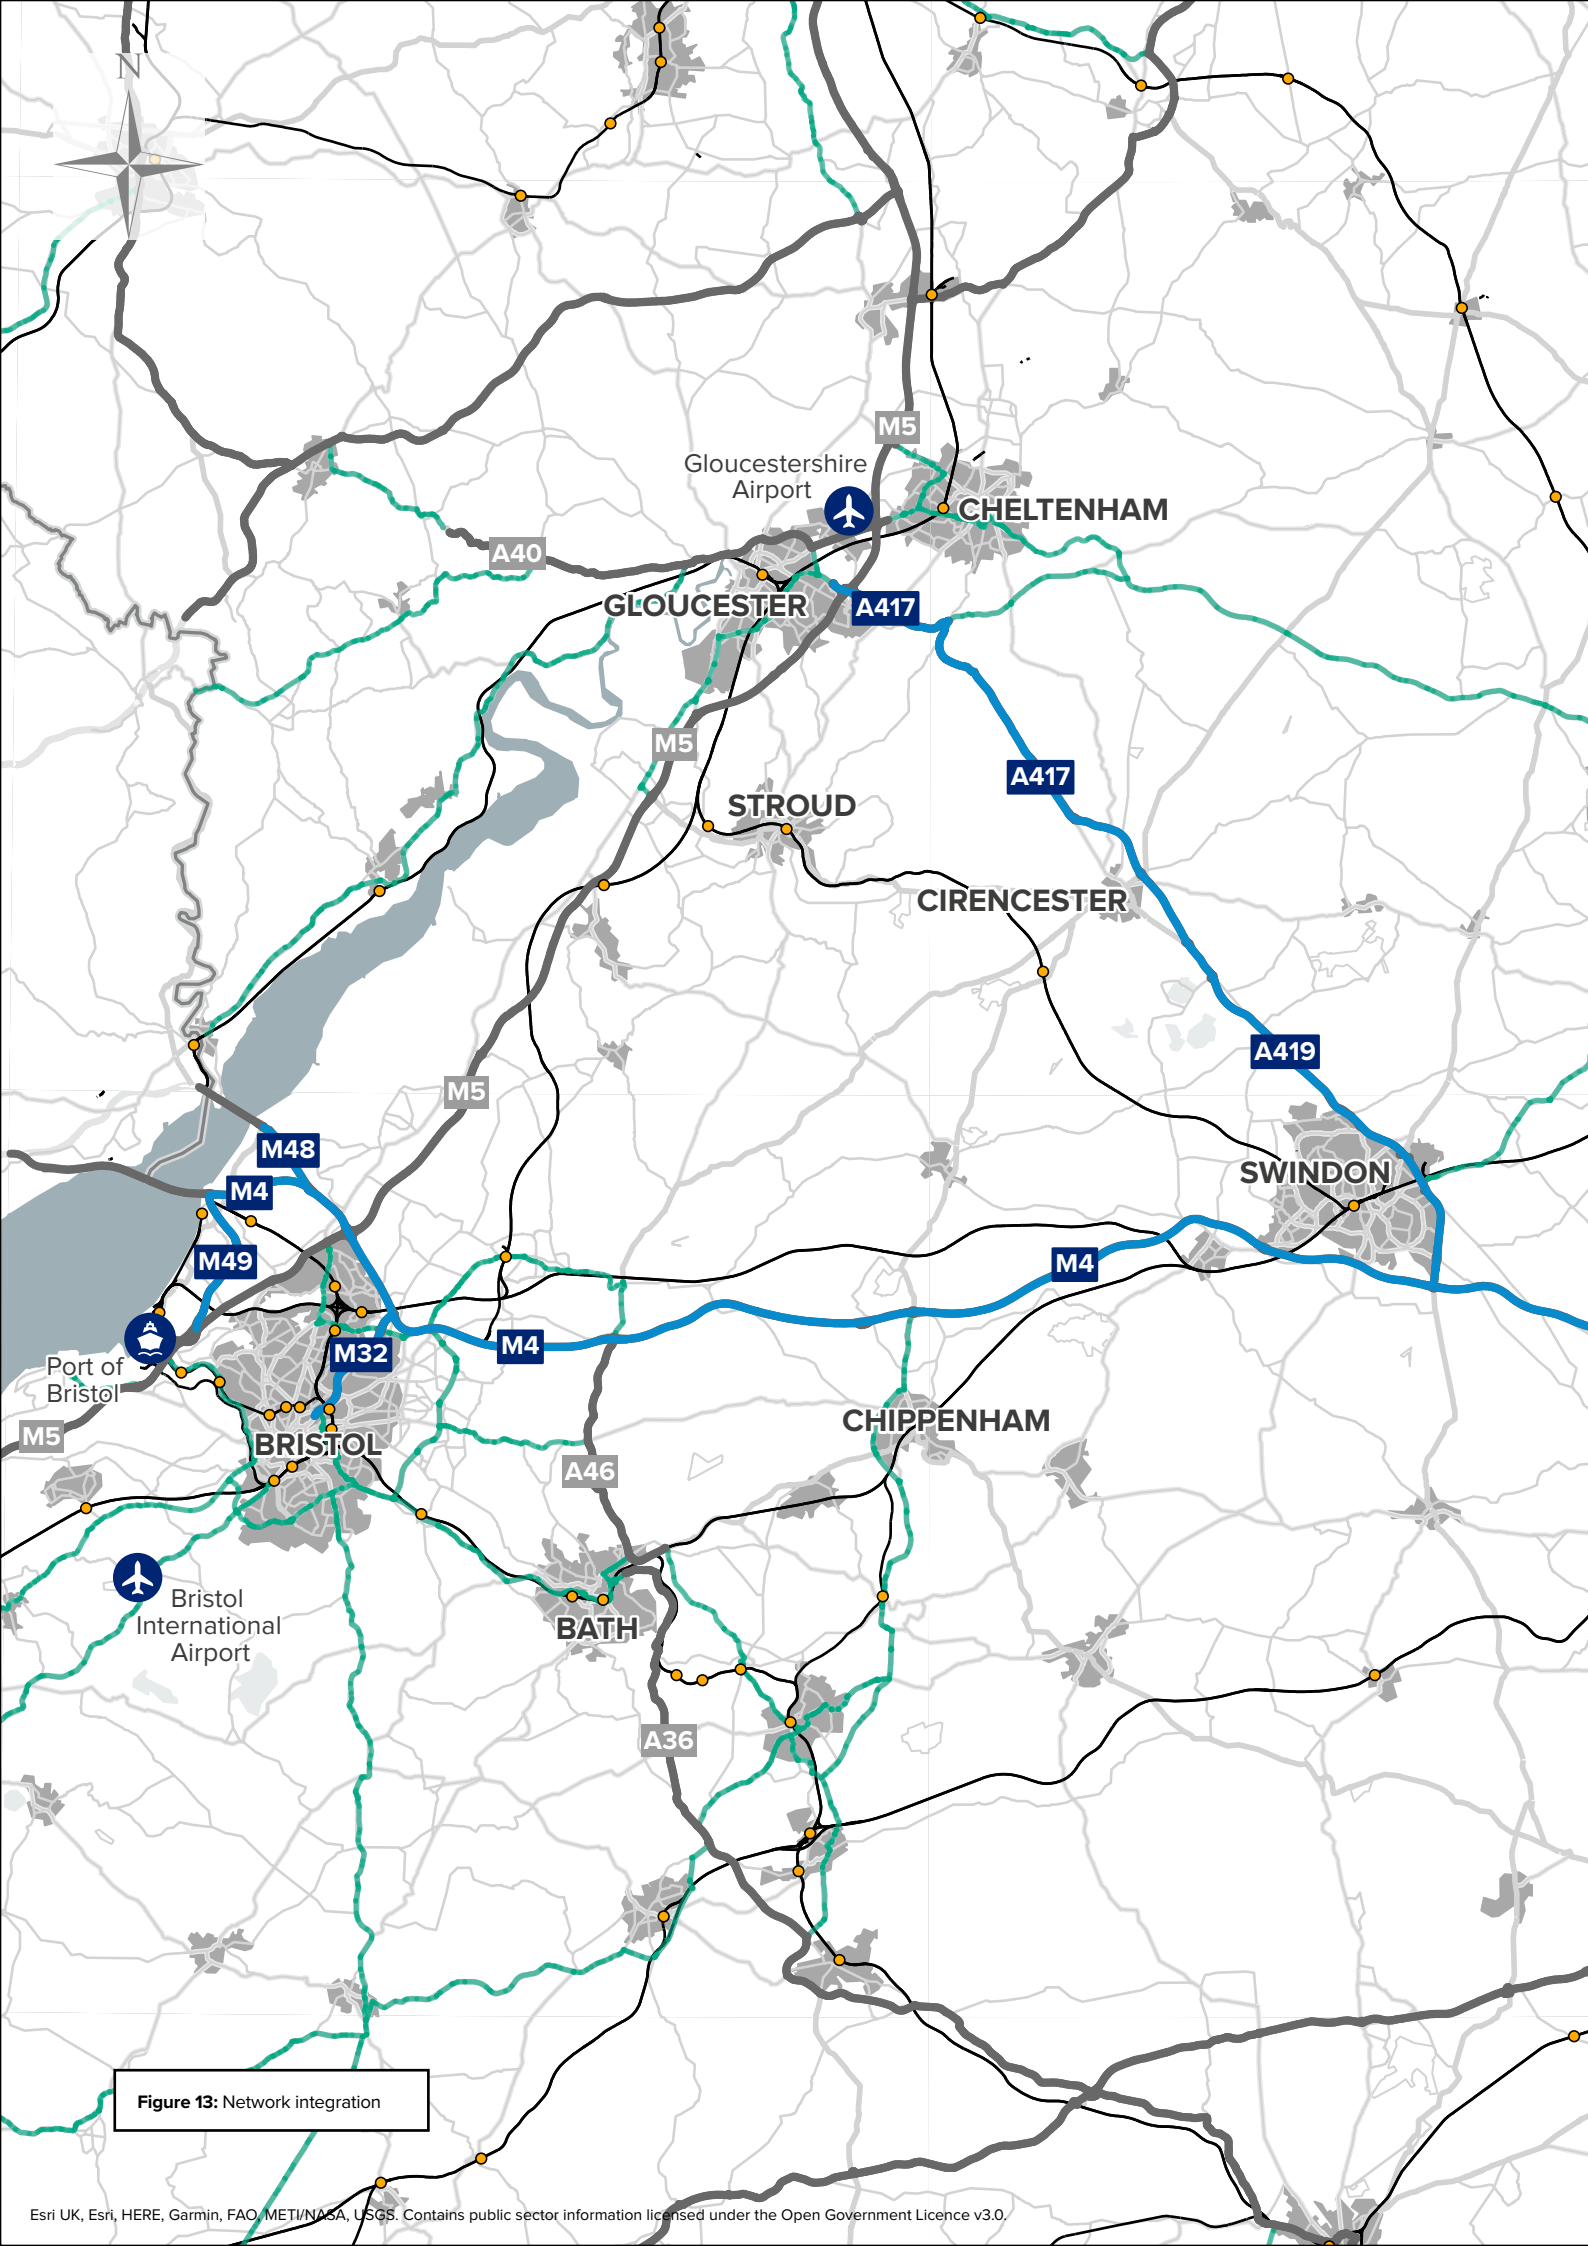 N
M5
Gloucestershire
Airport
CHELTENHAM
A40
GLOUCESTER
A417
M5
A417
STROUD
CIRENCESTER
A419
M5
M48
SWINDON
M4
M49
M4
M4
M32
Port of
Bristol
CHIPPENHAM
M5
BRISTOL
A46
Bristol
International
Airport
BATH
A36
Figure 13: Network integration
Esri UK, Esri, HERE, Garmin, FAO, METI/NASA, USGS. Contains public sector information licensed under the Open Government Licence v3.0.